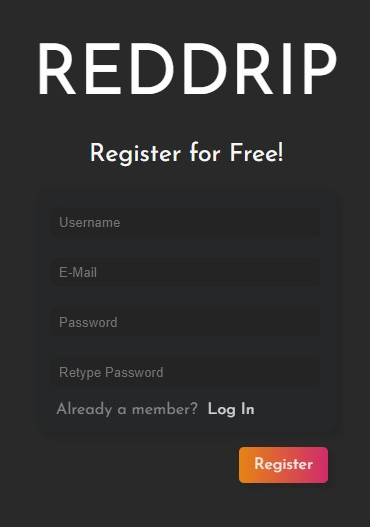 REDDRIP
Register for Free!
Username
E-Mail
Password
Retype Password
Already a member? Log In
Register